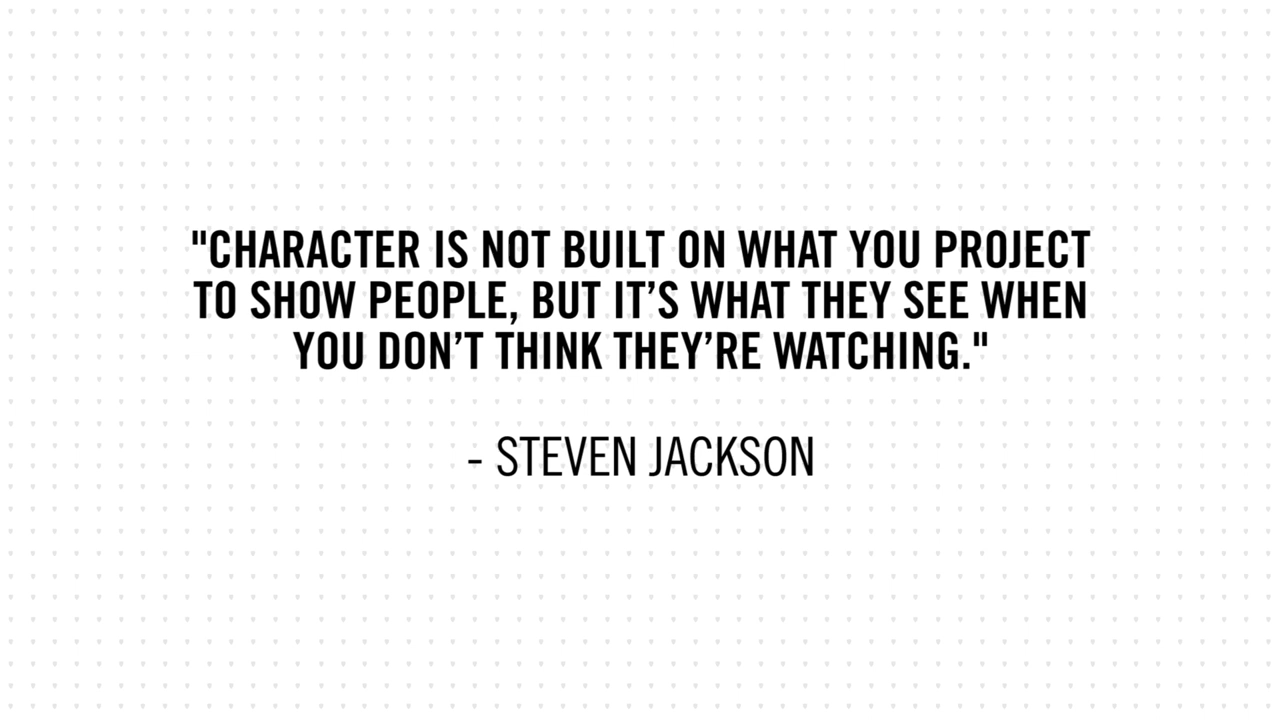 "CHARACTER IS NOT BUILT ON WHAT YOU PROJECT
TO SHOW PEOPLE, BUT IT’S WHAT THEY SEE WHEN
YOU DON’T THINK THEY’RE WATCHING."
- STEVEN JACKSON